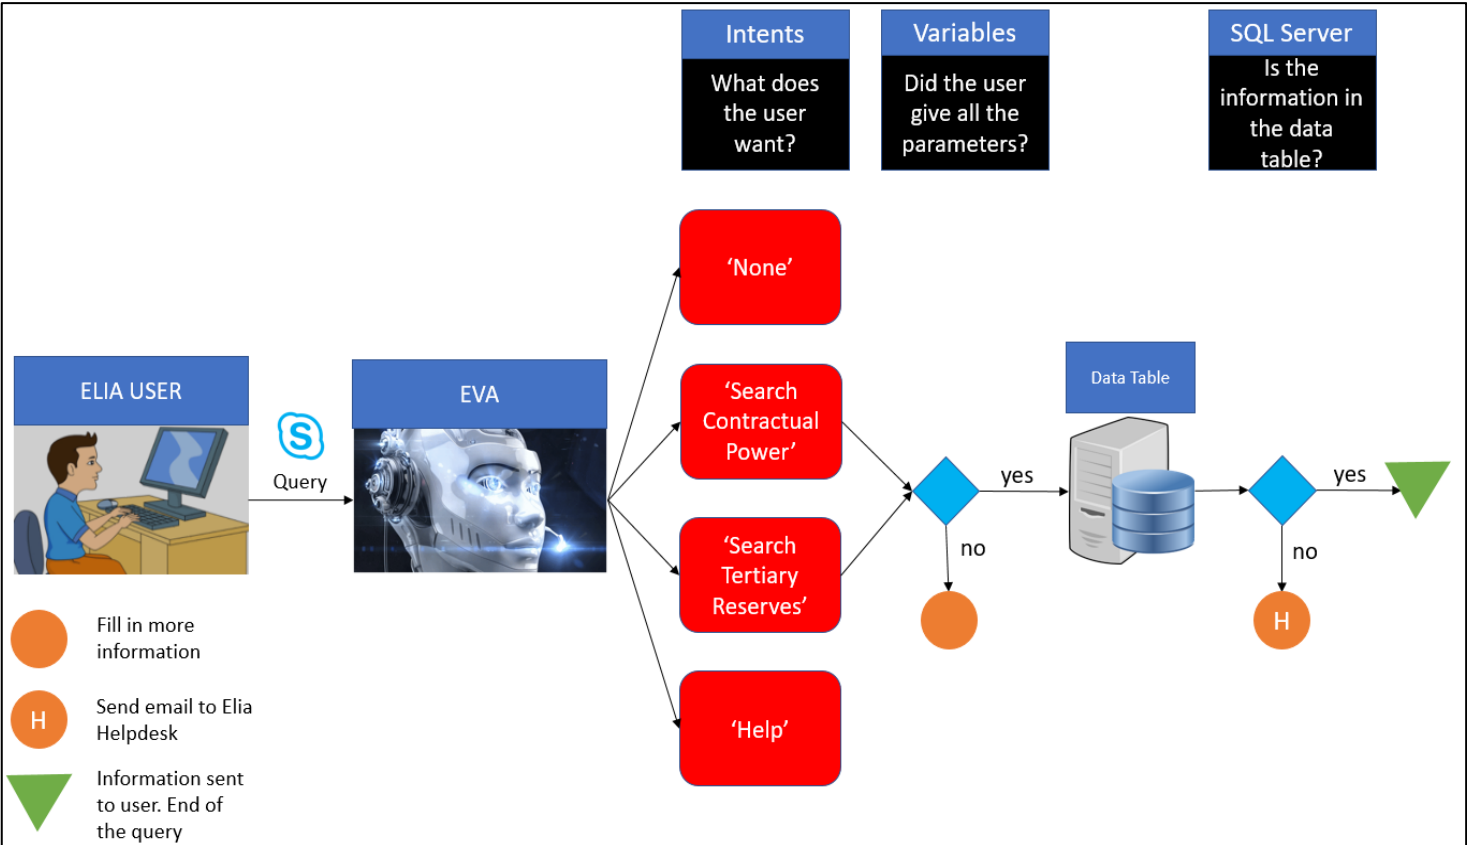 Intents
What does
the user
want?
Variables
Did the user
give all the
parameters?
SQL Server
Is the
information in
the data
table?
‘None’
ELIA USER
S
Query
EVA
‘Search
Contractual
Power’
Data Table
yes
yes
‘Search
Tertiary
Reserves’
no
no
H
‘Help’
Fill in more
information
H
Send email to Elia
Helpdesk
Information sent
to user. End of
the query